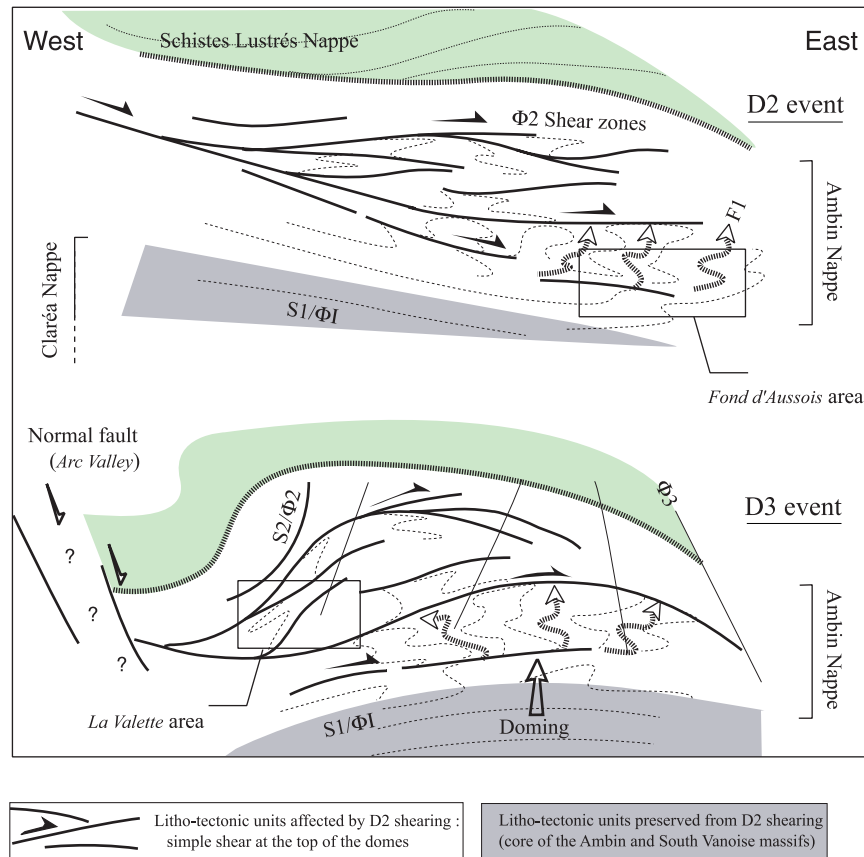 West
East
Schistes Lustrés Nappe
D2 event
Φ2 Shear zones
Ambin Nappe
F1
Claréa Nappe
S1/ΦI
Fond d'Aussois area
Normal fault
(Arc Valley)
S2/Φ2
Φ3
D3 event
?
?
?
Ambin Nappe
La Valette area
S1/ΦI
Doming
Litho-tectonic units affected by D2 shearing :
simple shear at the top of the domes
Litho-tectonic units preserved from D2 shearing
(core of the Ambin and South Vanoise massifs)